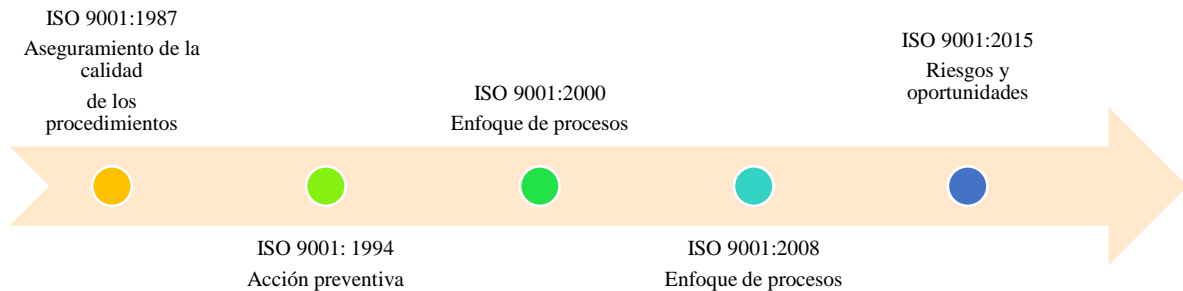 ISO 9001:1987
Aseguramiento de la
calidad
de los
procedimientos
ISO 9001: 1994
Acción preventiva
ISO 9001:2000
Enfoque de procesos
ISO 9001:2008
Enfoque de procesos
ISO 9001:2015
Riesgos y
oportunidades